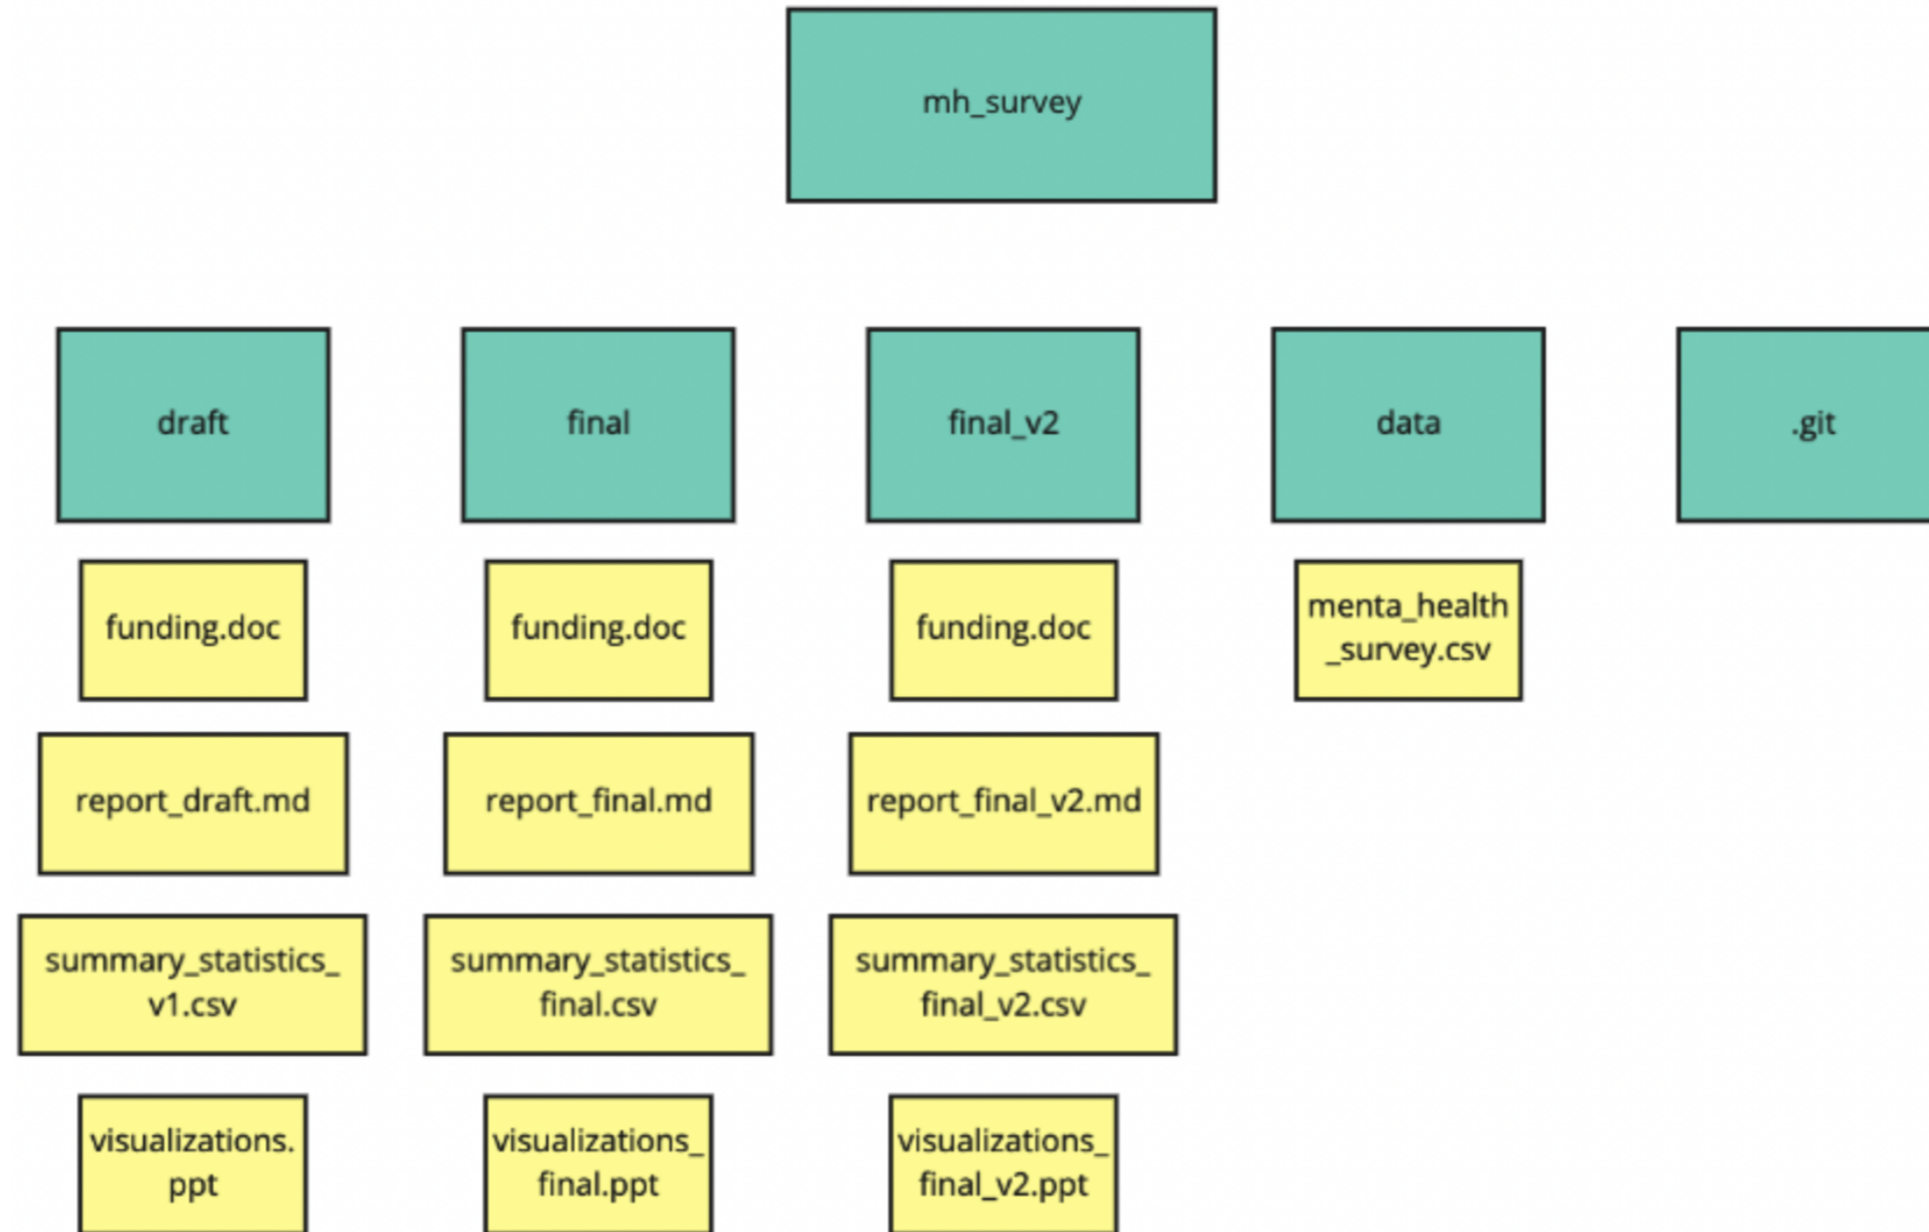 mh_survey
draft
final
final_v2
data
.git
funding.doc
funding.doc
funding.doc
menta_health
_survey.csv
report_draft.md
report_final.md
report_final_v2.md
summary_statistics_
v1.csv
summary_statistics_
final.csv
summary_statistics_
final_v2.csv
visualizations.
ppt
visualizations_
final.ppt
visualizations_
final_v2.ppt